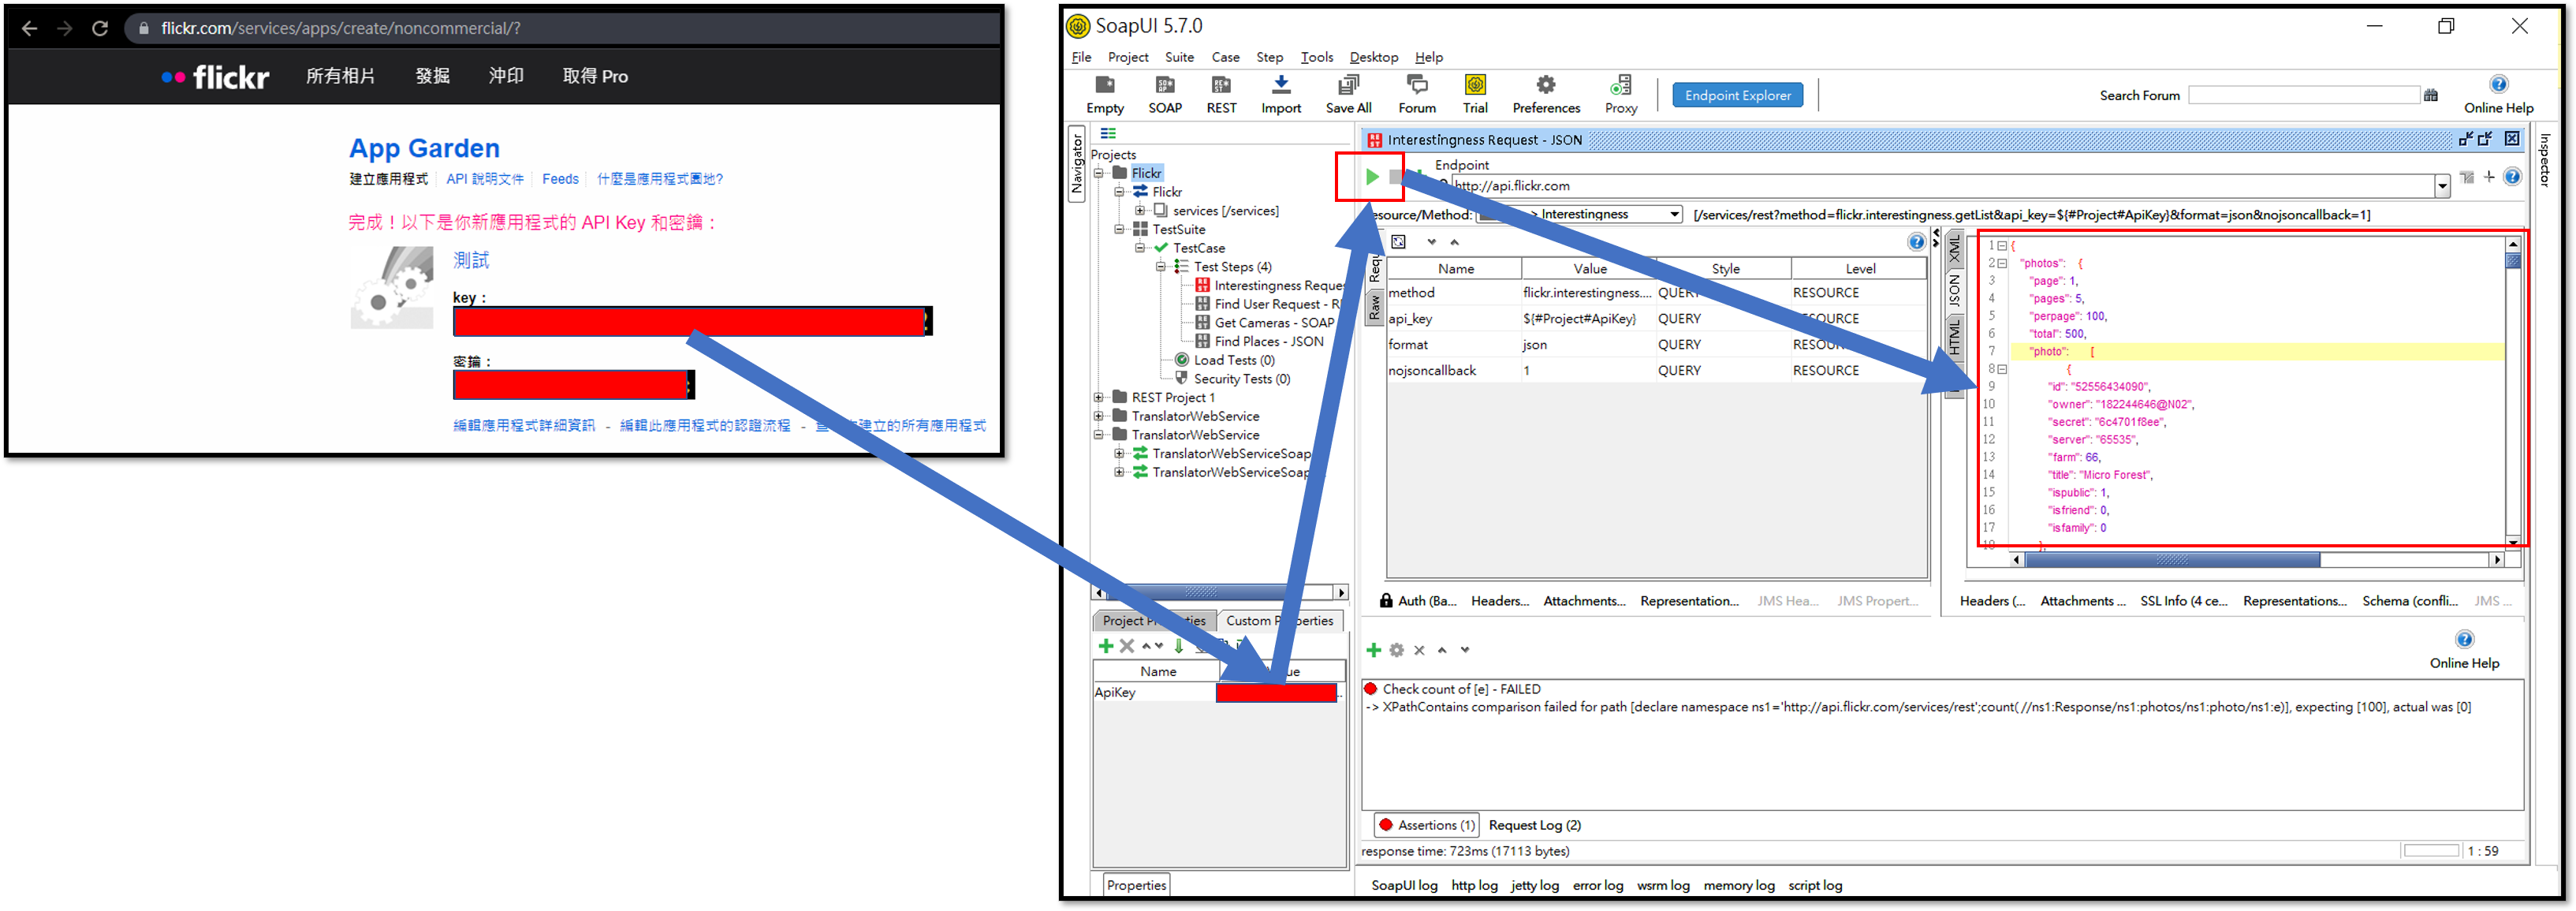 flickr.com/services/apps/create/noncommercial/?
flickr 所有相片 發掘 沖印 取得 Pro
App Garden
建立應用程式 API 說明文件 Feeds 什麼是應用程式園地?
完成！以下是你新應用程式的 API Key 和密鑰：
測試
key：
密鑰：
編輯應用程式詳細資訊 - 編輯此應用程式的認證流程 - 建立的所有應用程式
SoapUI 5.7.0
File Project Suite Case Step Tools Desktop Help
Empty SOAP REST Import Save All Forum Trial Preferences Proxy Endpoint Explorer Search Forum Online Help
Navigator
Projects
Flickr
Flickr
services [/services]
TestSuite
TestCase
Test Steps (4)
Interestingness Reque
Find User Request - R
Get Cameras - SOAP
Find Places - JSON
Load Tests (0)
Security Tests (0)
REST Project 1
TranslatorWebService
TranslatorWebService
TranslatorWebServiceSoap
TranslatorWebServiceSoap
Project Properties Custom Properties
Name
ApiKey
Properties
Interestingness Request - JSON
Inspector
Endpoint
http://api.flickr.com
esource/Method: > Interestingness [/services/rest?method=flickr.interestingness.getList&api_key=${#Project#ApiKey}&format=json&nojsoncallback=1]
Requ
Raw
Name Value Style Level
method flickr.interestingness.... QUERY RESOURCE
api_key ${#Project#ApiKey} QUERY RESOURCE
format json QUERY RESOURCE
nojsoncallback 1 QUERY RESOURCE
XML
JSON
HTML
1 {
2 "photos": {
3 "page": 1,
4 "pages": 5,
5 "perpage": 100,
6 "total": 500,
7 "photo": [
8 {
9 "id": "52556434090",
10 "owner": "182244646@N02",
11 "secret": "6c4701f8ee",
12 "server": "65535",
13 "farm": 66,
14 "title": "Micro Forest",
15 "ispublic": 1,
16 "isfriend": 0,
17 "isfamily": 0
18 },
Auth (Ba... Headers... Attachments... Representation... JMS Hea... JMS Propert...
Headers (... Attachments ... SSL Info (4 ce... Representations... Schema (confli... JMS ...
Online Help
Check count of [e] - FAILED
-> XPathContains comparison failed for path [declare namespace ns1='http://api.flickr.com/services/rest';count(//ns1:Response/ns1:photos/ns1:photo/ns1:e)], expecting [100], actual was [0]
Assertions (1) Request Log (2)
response time: 723ms (17113 bytes) 1 : 59
SoapUI log http log jetty log error log wsrm log memory log script log